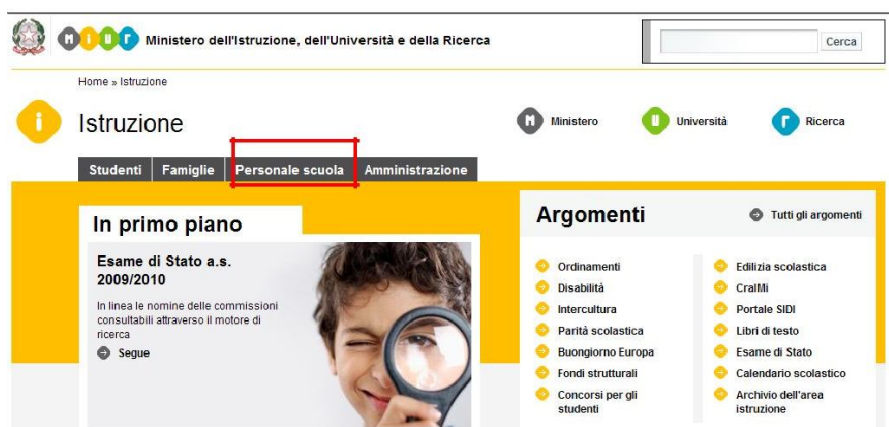 miur Ministero dell'Istruzione, dell'Università e della Ricerca
Cerca
Home » Istruzione
i Istruzione
m Ministero
u Università
r Ricerca
Studenti Famiglie Personale scuola Amministrazione
In primo piano
Esame di Stato a.s.
2009/2010
In linea le nomine delle commissioni
consultabili attraverso il motore di
ricerca
Segue
Argomenti
Tutti gli argomenti
Ordinamenti
Disabilità
Intercultura
Parità scolastica
Buongiorno Europa
Fondi strutturali
Concorsi per gli
studenti
Edilizia scolastica
CralMi
Portale SIDI
Libri di testo
Esame di Stato
Calendario scolastico
Archivio dell'area
istruzione